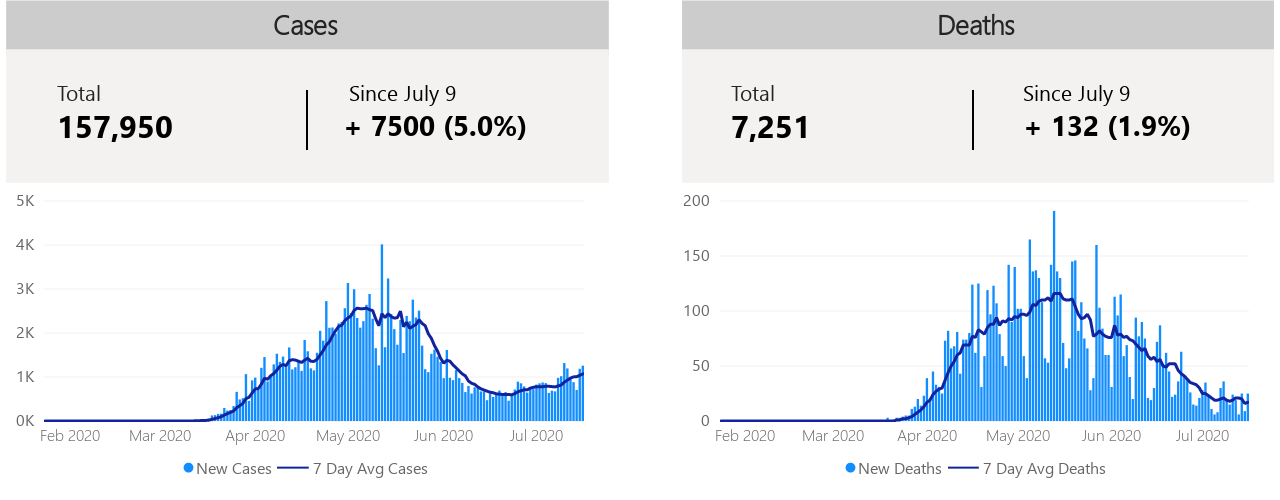 Cases
Total
Since July 9
157,950
+ 7500 (5.0%)
5K
4K
3K
2K
1K
0K
Feb 2020 Mar 2020 Apr 2020 May 2020 Jun 2020 Jul 2020
New Cases 7 Day Avg Cases
Deaths
Total
Since July 9
7,251
+ 132 (1.9%)
200
150
100
50
0
Feb 2020 Mar 2020 Apr 2020 May 2020 Jun 2020 Jul 2020
New Deaths 7 Day Avg Deaths